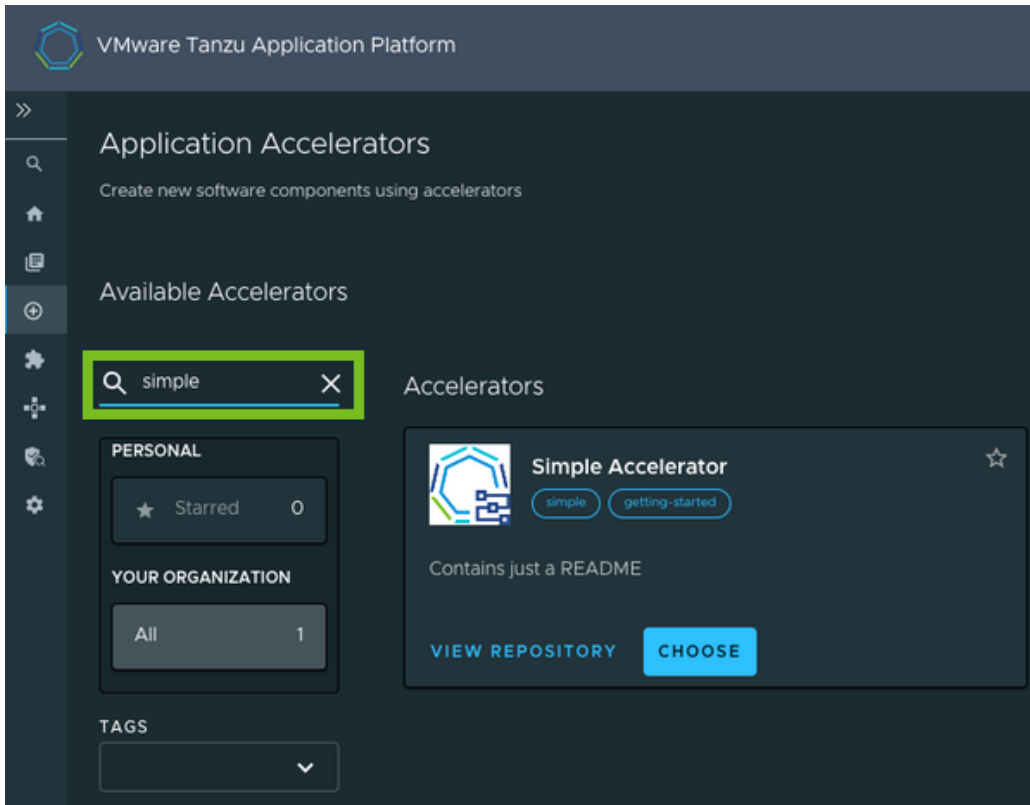 VMware Tanzu Application Platform
Application Accelerators
Create new software components using accelerators
Available Accelerators
simple
PERSONAL
Starred 0
YOUR ORGANIZATION
All 1
TAGS
Accelerators
Simple Accelerator
simple getting-started
Contains just a README
VIEW REPOSITORY CHOOSE